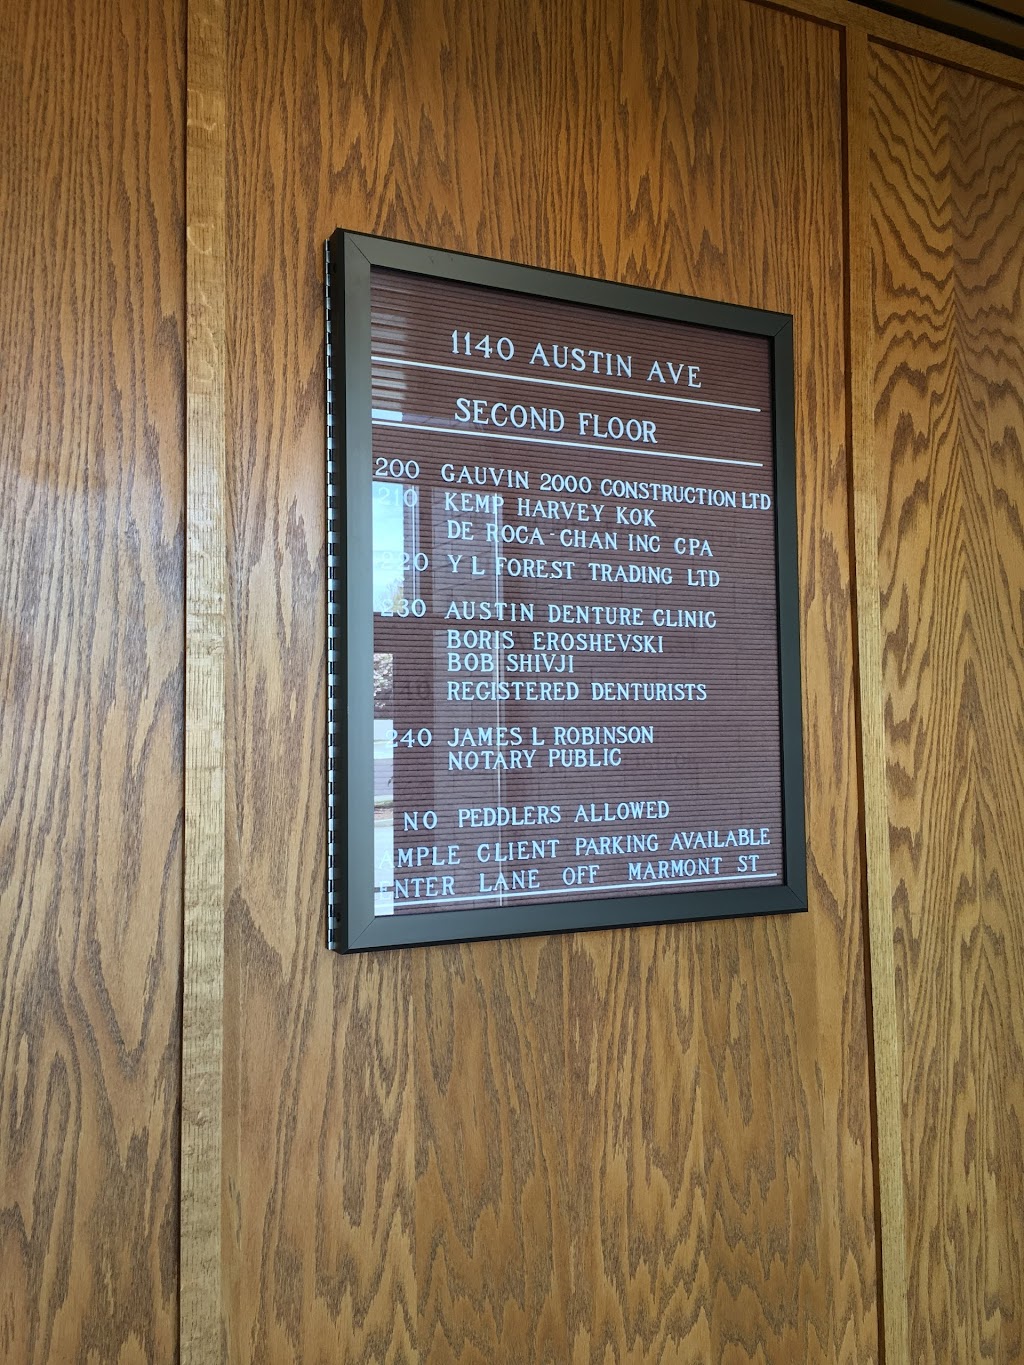 1140 AUSTIN AVE
SECOND FLOOR
200 GAUVIN 2000 CONSTRUCTION LTD
210 KEMP HARVEY KOK
DE ROCA-CHAN INC CPA
220 Y L FOREST TRADING LTD
230 AUSTIN DENTURE CLINIC
BORIS EROSHEVSKI
BOB SHIVJI
REGISTERED DENTURISTS
240 JAMES L ROBINSON
NOTARY PUBLIC
NO PEDDLERS ALLOWED
AMPLE CLIENT PARKING AVAILABLE
ENTER LANE OFF MARMONT ST